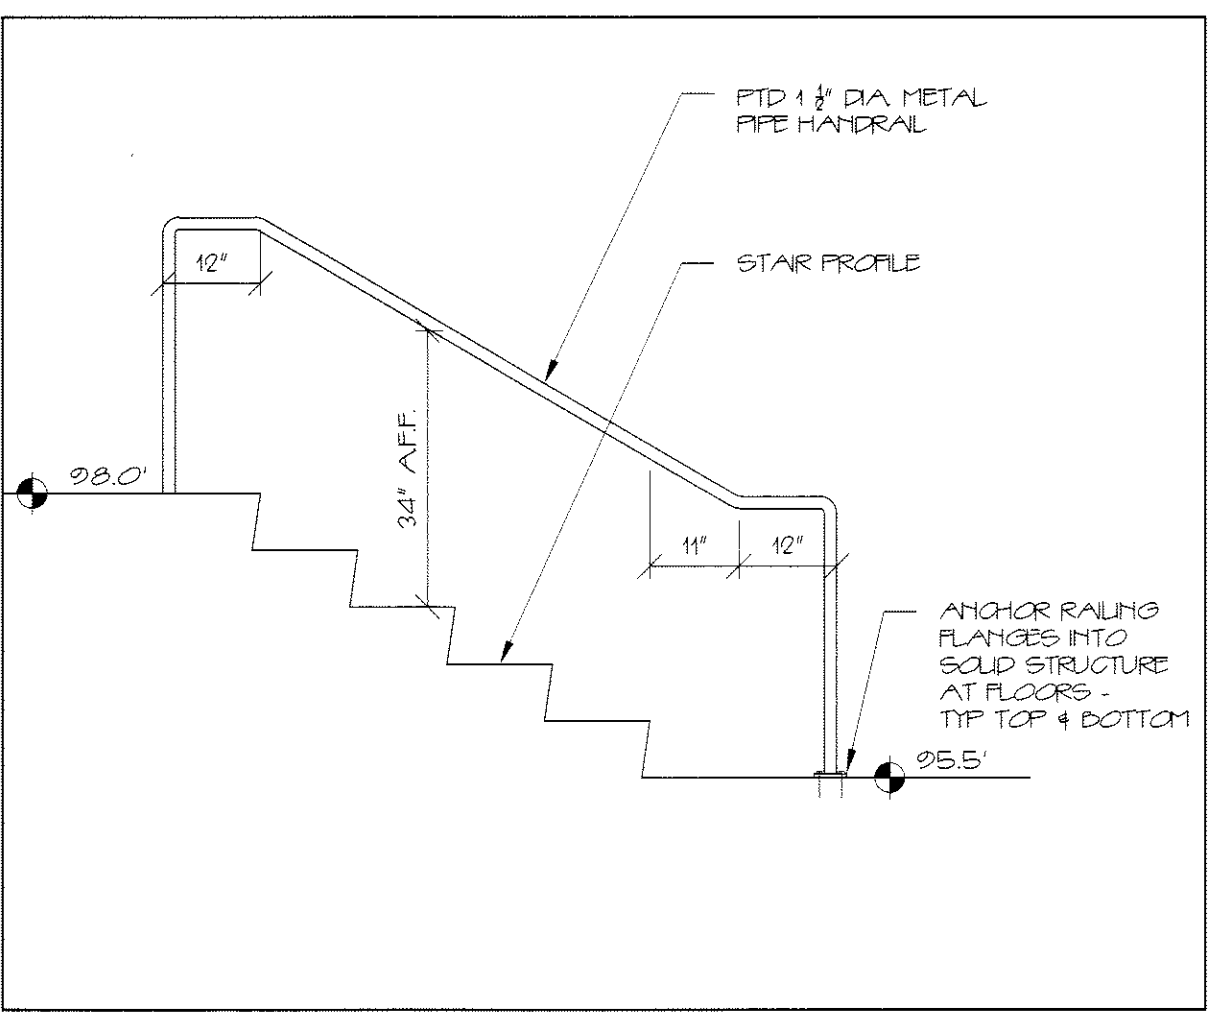 PTD 1 ½" DIA. METAL
PIPE HANDRAIL
12"
STAIR PROFILE
34" A.F.F.
98.0'
11"
12"
ANCHOR RAILING
FLANGES INTO
SOLID STRUCTURE
AT FLOORS -
TYP TOP & BOTTOM
95.5'